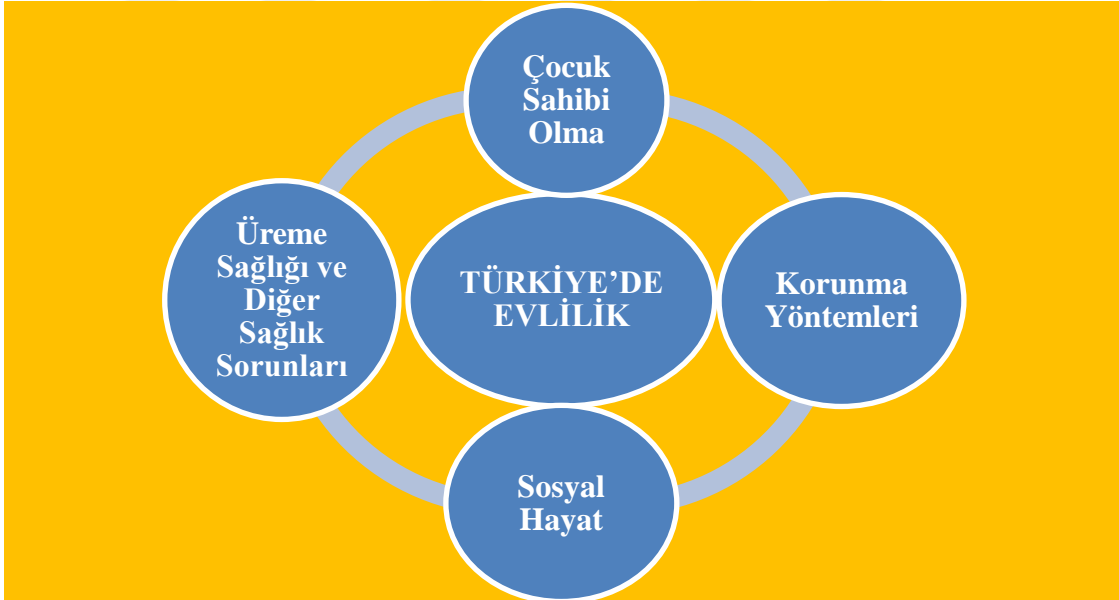 Çocuk
Sahibi
Olma
Üreme
Sağlığı ve
Diğer
Sağlık
Sorunları
TÜRKİYE’DE
EVLİLİK
Korunma
Yöntemleri
Sosyal
Hayat